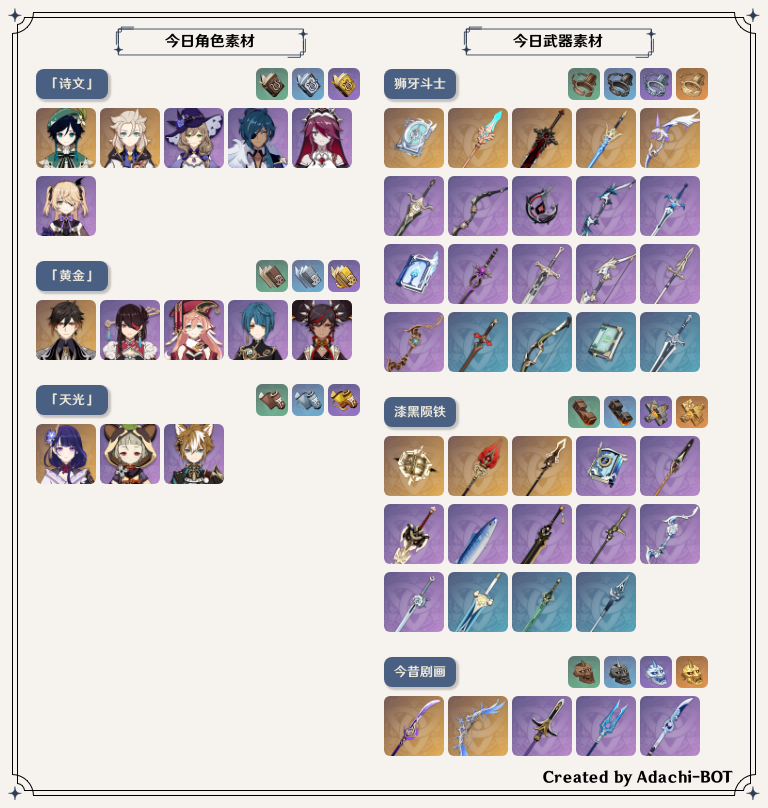 今日角色素材
「诗文」
「黄金」
「天光」
今日武器素材
狮牙斗士
漆黑陨铁
今昔剧画
Created by Adachi-BOT